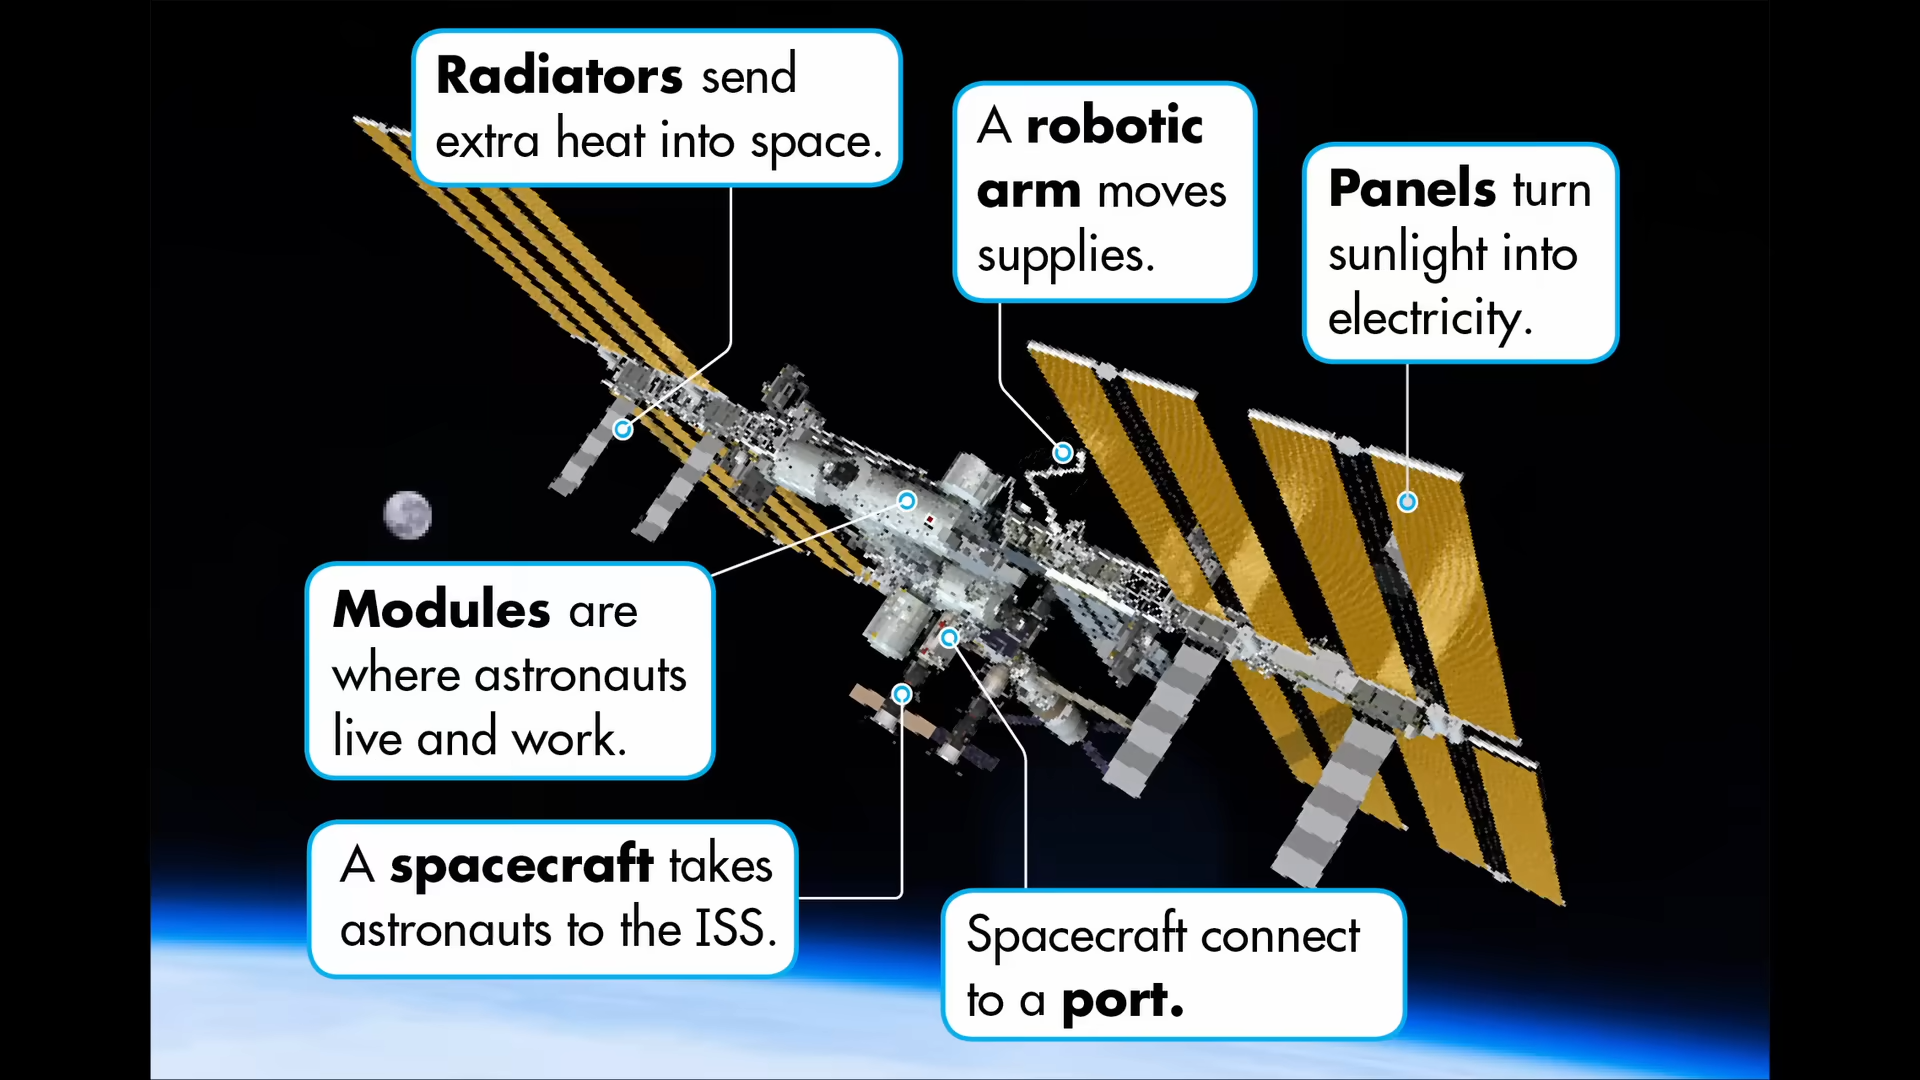 Radiators send
extra heat into space.
A robotic
arm moves
supplies.
Panels turn
sunlight into
electricity.
Modules are
where astronauts
live and work.
A spacecraft takes
astronauts to the ISS.
Spacecraft connect
to a port.